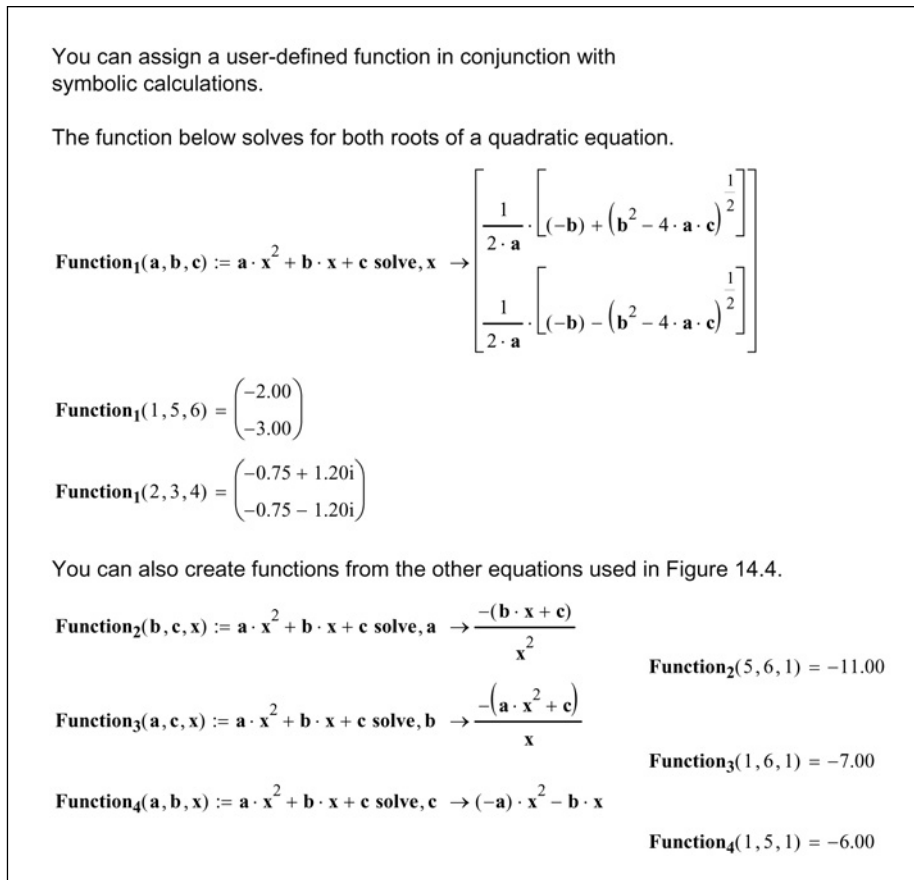 You can assign a user-defined function in conjunction with
symbolic calculations.
The function below solves for both roots of a quadratic equation.
Function₁(a, b, c) := a · x² + b · x + c solve, x → [ 1/(2 · a) · [(−b) + (b² − 4 · a · c)^(1/2)] ]
[ 1/(2 · a) · [(−b) − (b² − 4 · a · c)^(1/2)] ]
Function₁(1, 5, 6) = (−2.00
−3.00)
Function₁(2, 3, 4) = (−0.75 + 1.20i
−0.75 − 1.20i)
You can also create functions from the other equations used in Figure 14.4.
Function₂(b, c, x) := a · x² + b · x + c solve, a → −(b · x + c)/x²
Function₂(5, 6, 1) = −11.00
Function₃(a, c, x) := a · x² + b · x + c solve, b → −(a · x² + c)/x
Function₃(1, 6, 1) = −7.00
Function₄(a, b, x) := a · x² + b · x + c solve, c → (−a) · x² − b · x
Function₄(1, 5, 1) = −6.00